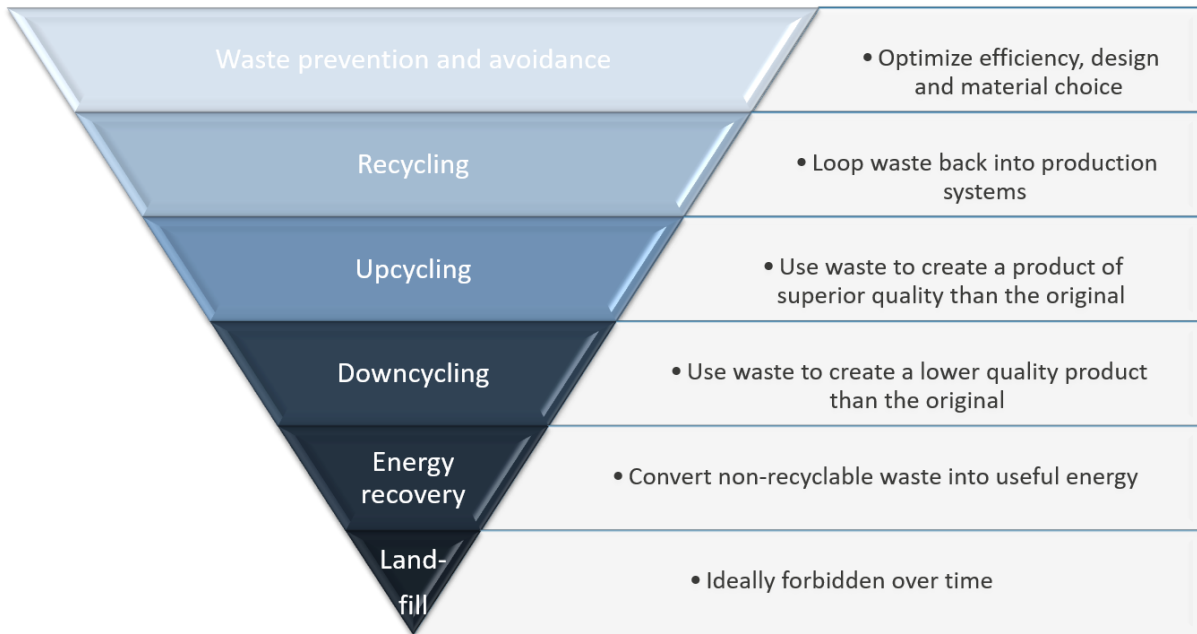 Waste prevention and avoidance
• Optimize efficiency, design
and material choice
Recycling
• Loop waste back into production
systems
Upcycling
• Use waste to create a product of
superior quality than the original
Downcycling
• Use waste to create a lower quality product
than the original
Energy
recovery
• Convert non-recyclable waste into useful energy
Land-
fill
• Ideally forbidden over time